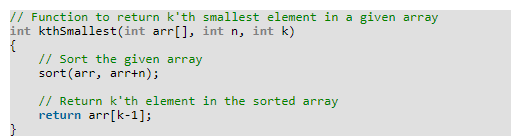 // Function to return k'th smallest element in a given array
int kthSmallest(int arr[], int n, int k)
{
    // Sort the given array
    sort(arr, arr+n);

    // Return k'th element in the sorted array
    return arr[k-1];
}